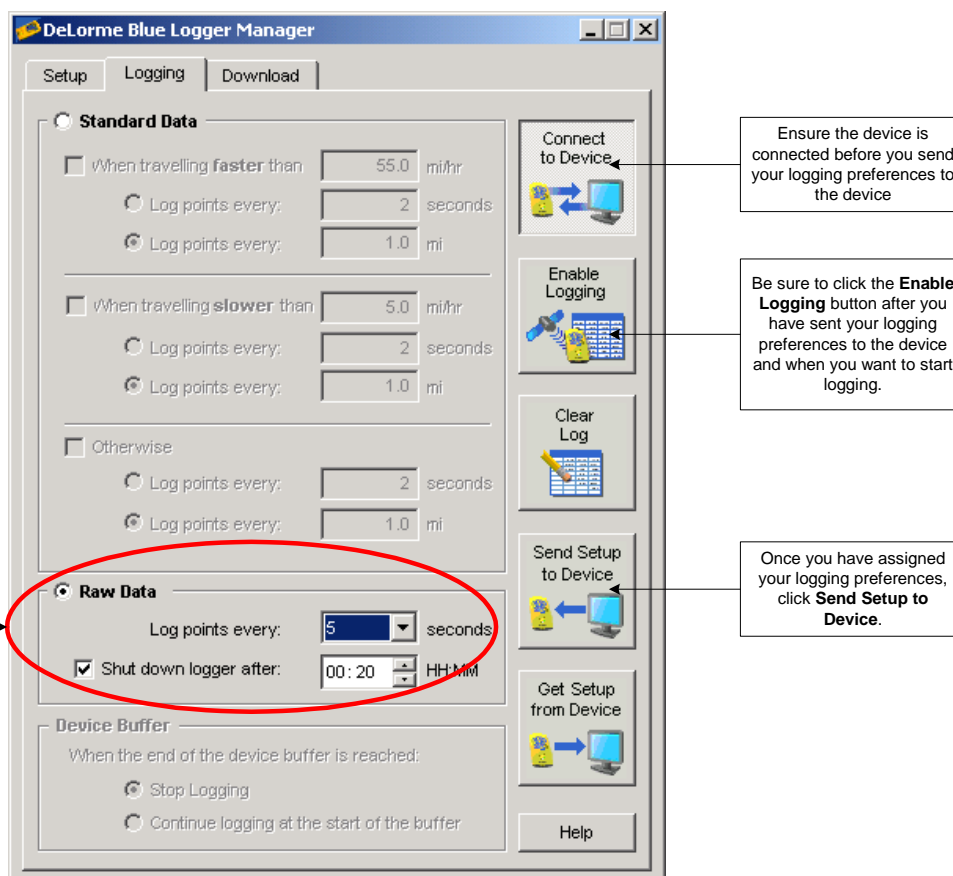 DeLorme Blue Logger Manager
Setup
Logging
Download
Standard Data
When travelling faster than 55.0 mi/hr
Log points every: 2 seconds
Log points every: 1.0 mi
When travelling slower than 5.0 mi/hr
Log points every: 2 seconds
Log points every: 1.0 mi
Otherwise
Log points every: 2 seconds
Log points every: 1.0 mi
Raw Data
Log points every: 5 seconds
Shut down logger after: 00:20 HH:MM
Device Buffer
When the end of the device buffer is reached:
Stop Logging
Continue logging at the start of the buffer
Connect
to Device
Enable
Logging
Clear
Log
Send Setup
to Device
Get Setup
from Device
Help
Ensure the device is
connected before you send
your logging preferences to
the device
Be sure to click the Enable
Logging button after you
have sent your logging
preferences to the device
and when you want to start
logging.
Once you have assigned
your logging preferences,
click Send Setup to
Device.